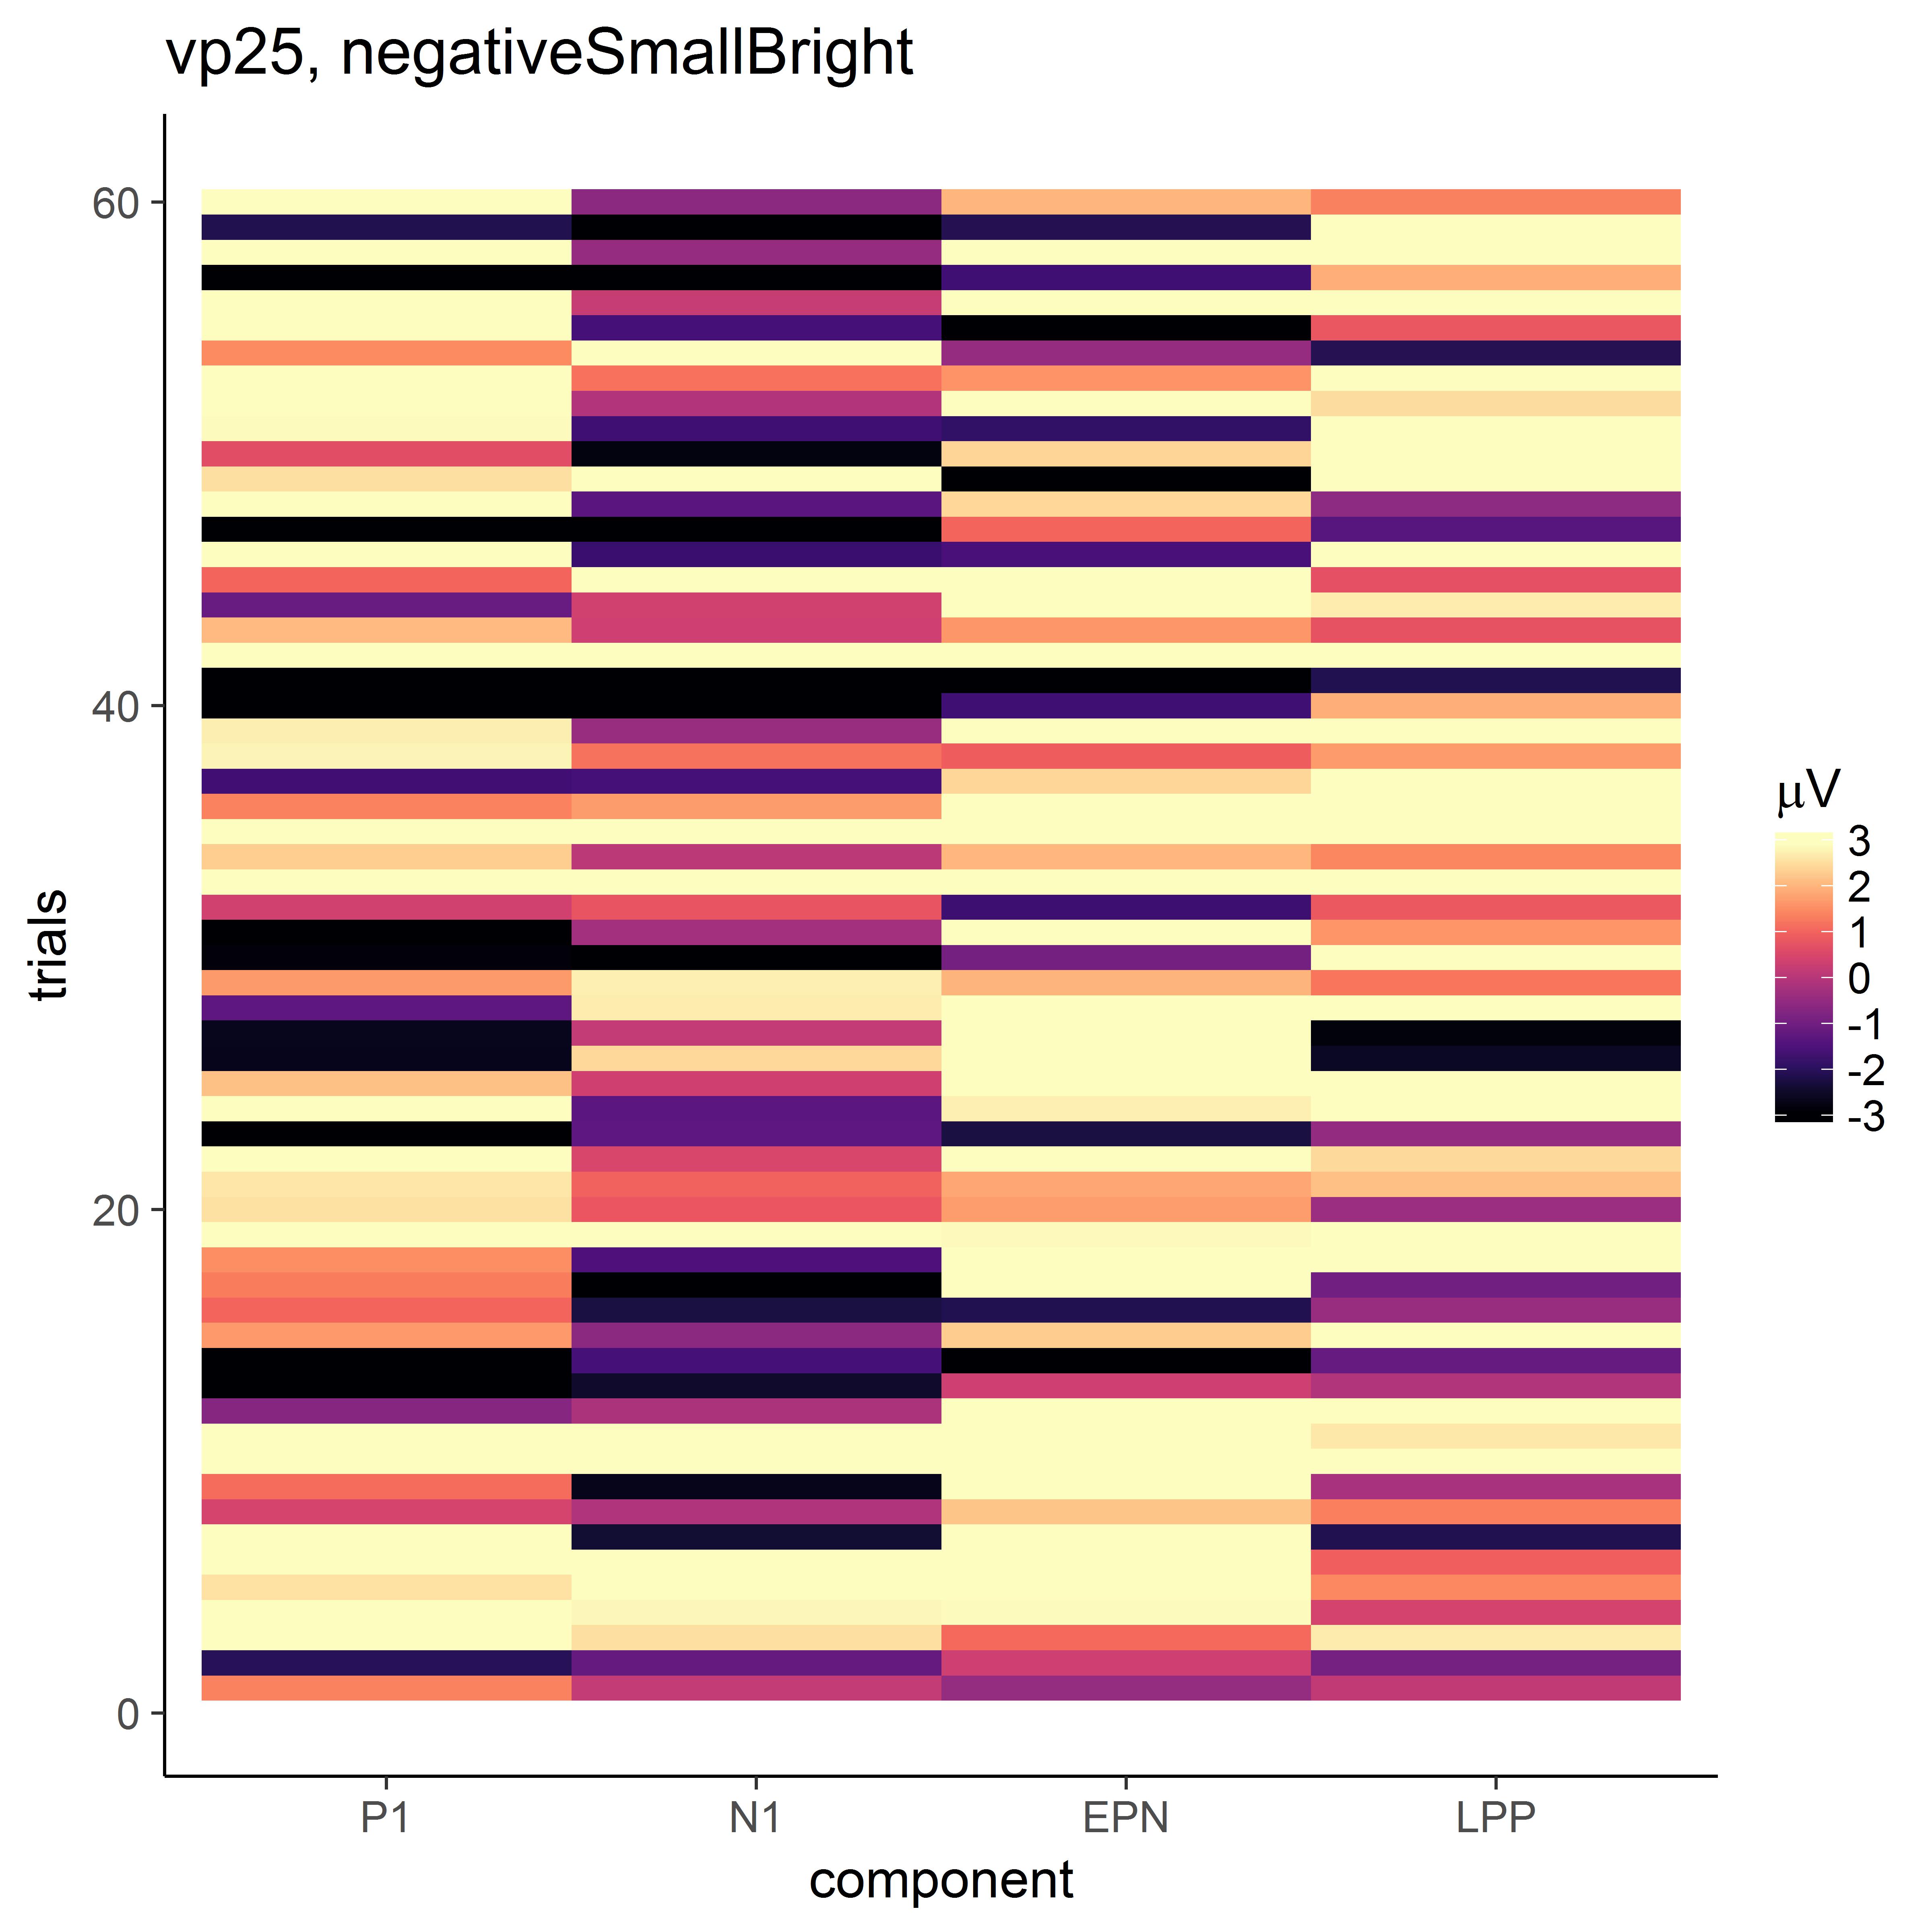 vp25, negativeSmallBright
60
40
20
0
trials
P1 N1 EPN LPP
component
μV
3
2
1
0
-1
-2
-3